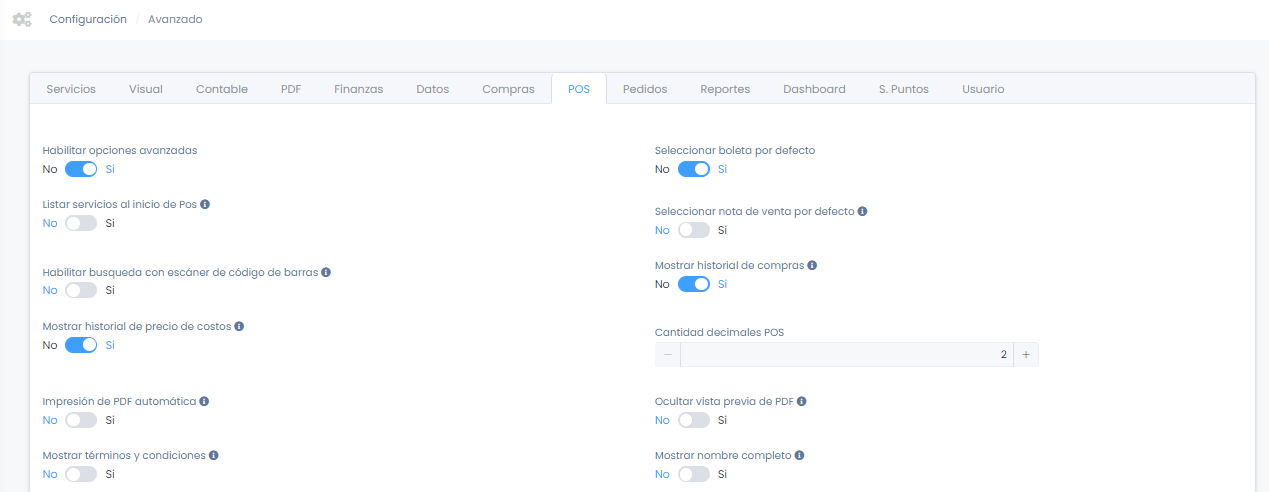 Configuración / Avanzado
Servicios Visual Contable PDF Finanzas Datos Compras POS Pedidos Reportes Dashboard S. Puntos Usuario
Habilitar opciones avanzadas
No Si
Seleccionar boleta por defecto
No Si
Listar servicios al inicio de Pos
No Si
Seleccionar nota de venta por defecto
No Si
Habilitar busqueda con escáner de código de barras
No Si
Mostrar historial de compras
No Si
Mostrar historial de precio de costos
No Si
Cantidad decimales POS
− 2 +
Impresión de PDF automática
No Si
Ocultar vista previa de PDF
No Si
Mostrar términos y condiciones
No Si
Mostrar nombre completo
No Si